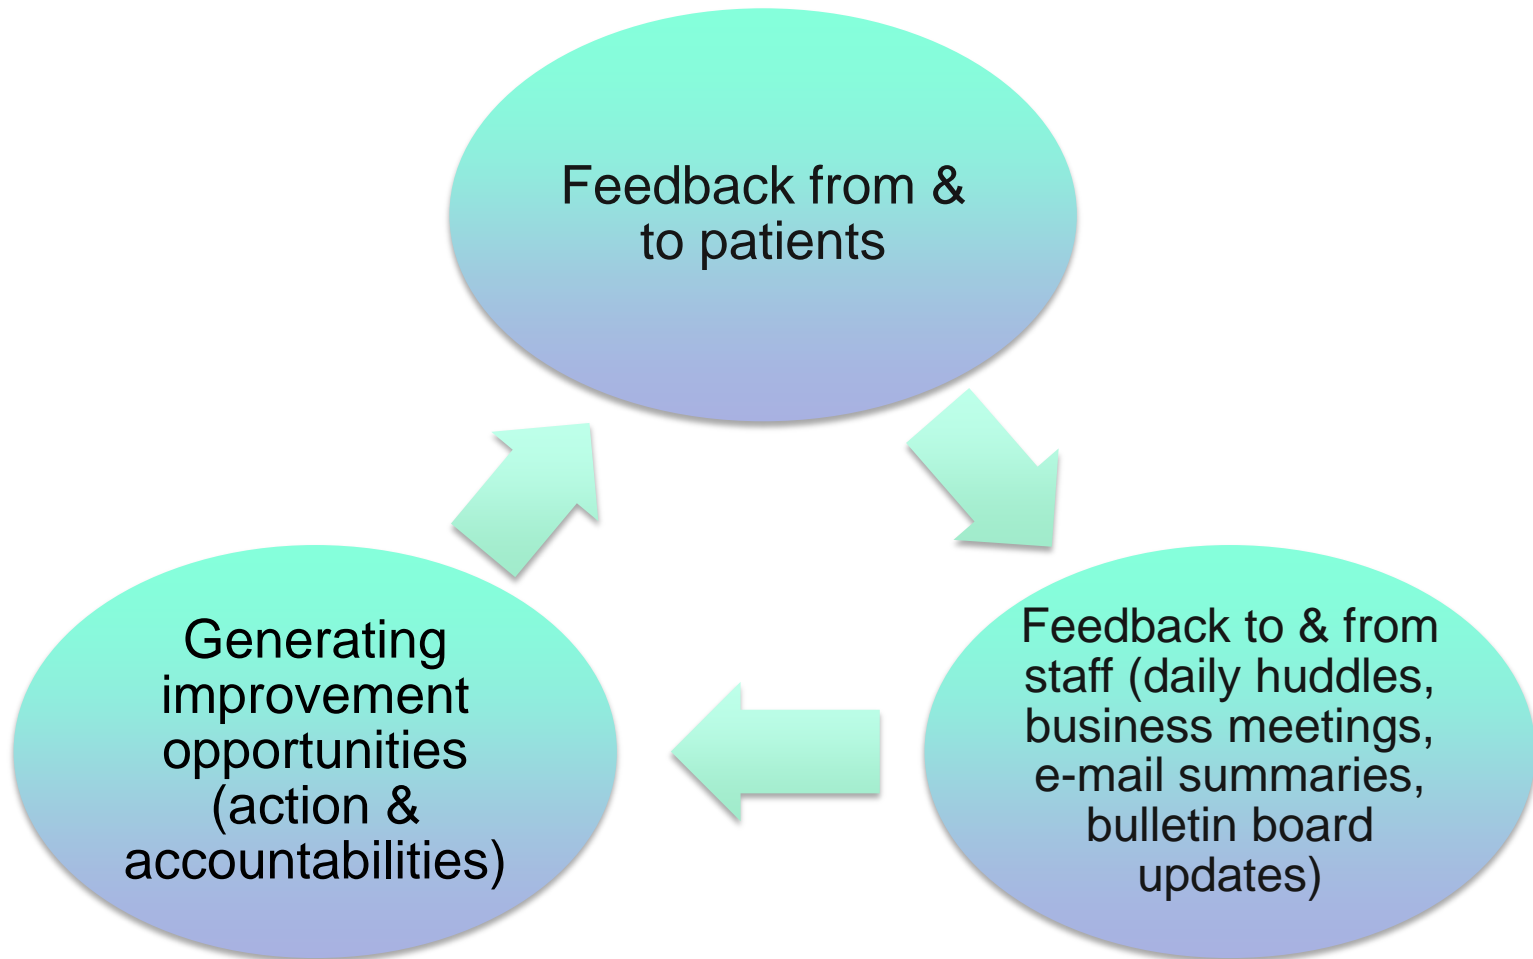 Feedback from &
to patients
Generating
improvement
opportunities
(action &
accountabilities)
Feedback to & from
staff (daily huddles,
business meetings,
e-mail summaries,
bulletin board
updates)